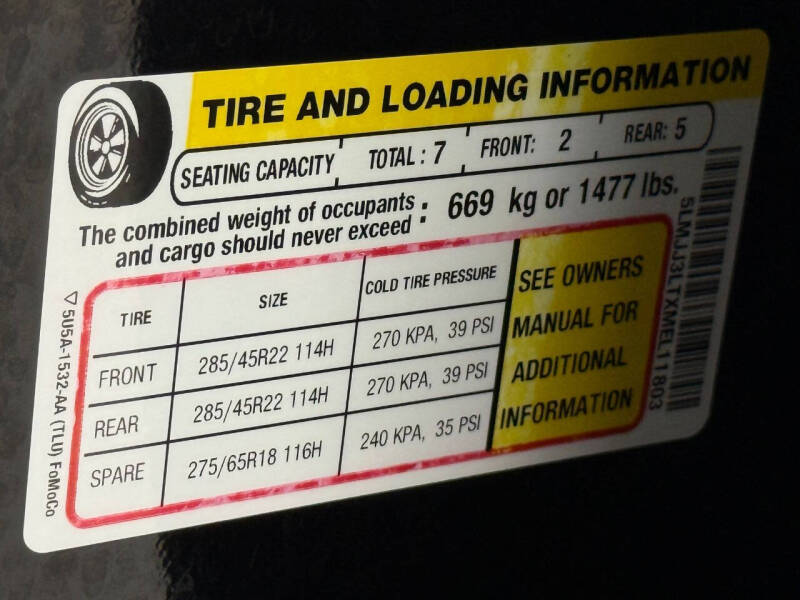 TIRE AND LOADING INFORMATION
SEATING CAPACITY TOTAL : 7 FRONT: 2 REAR: 5
The combined weight of occupants
and cargo should never exceed : 669 kg or 1477 lbs.
TIRE SIZE COLD TIRE PRESSURE
FRONT 285/45R22 114H 270 KPA, 39 PSI
REAR 285/45R22 114H 270 KPA, 39 PSI
SPARE 275/65R18 116H 240 KPA, 35 PSI
SEE OWNERS
MANUAL FOR
ADDITIONAL
INFORMATION
5U5A-1532-AA (TLU) FoMoCo
5LMJJ3LTXMEL11803